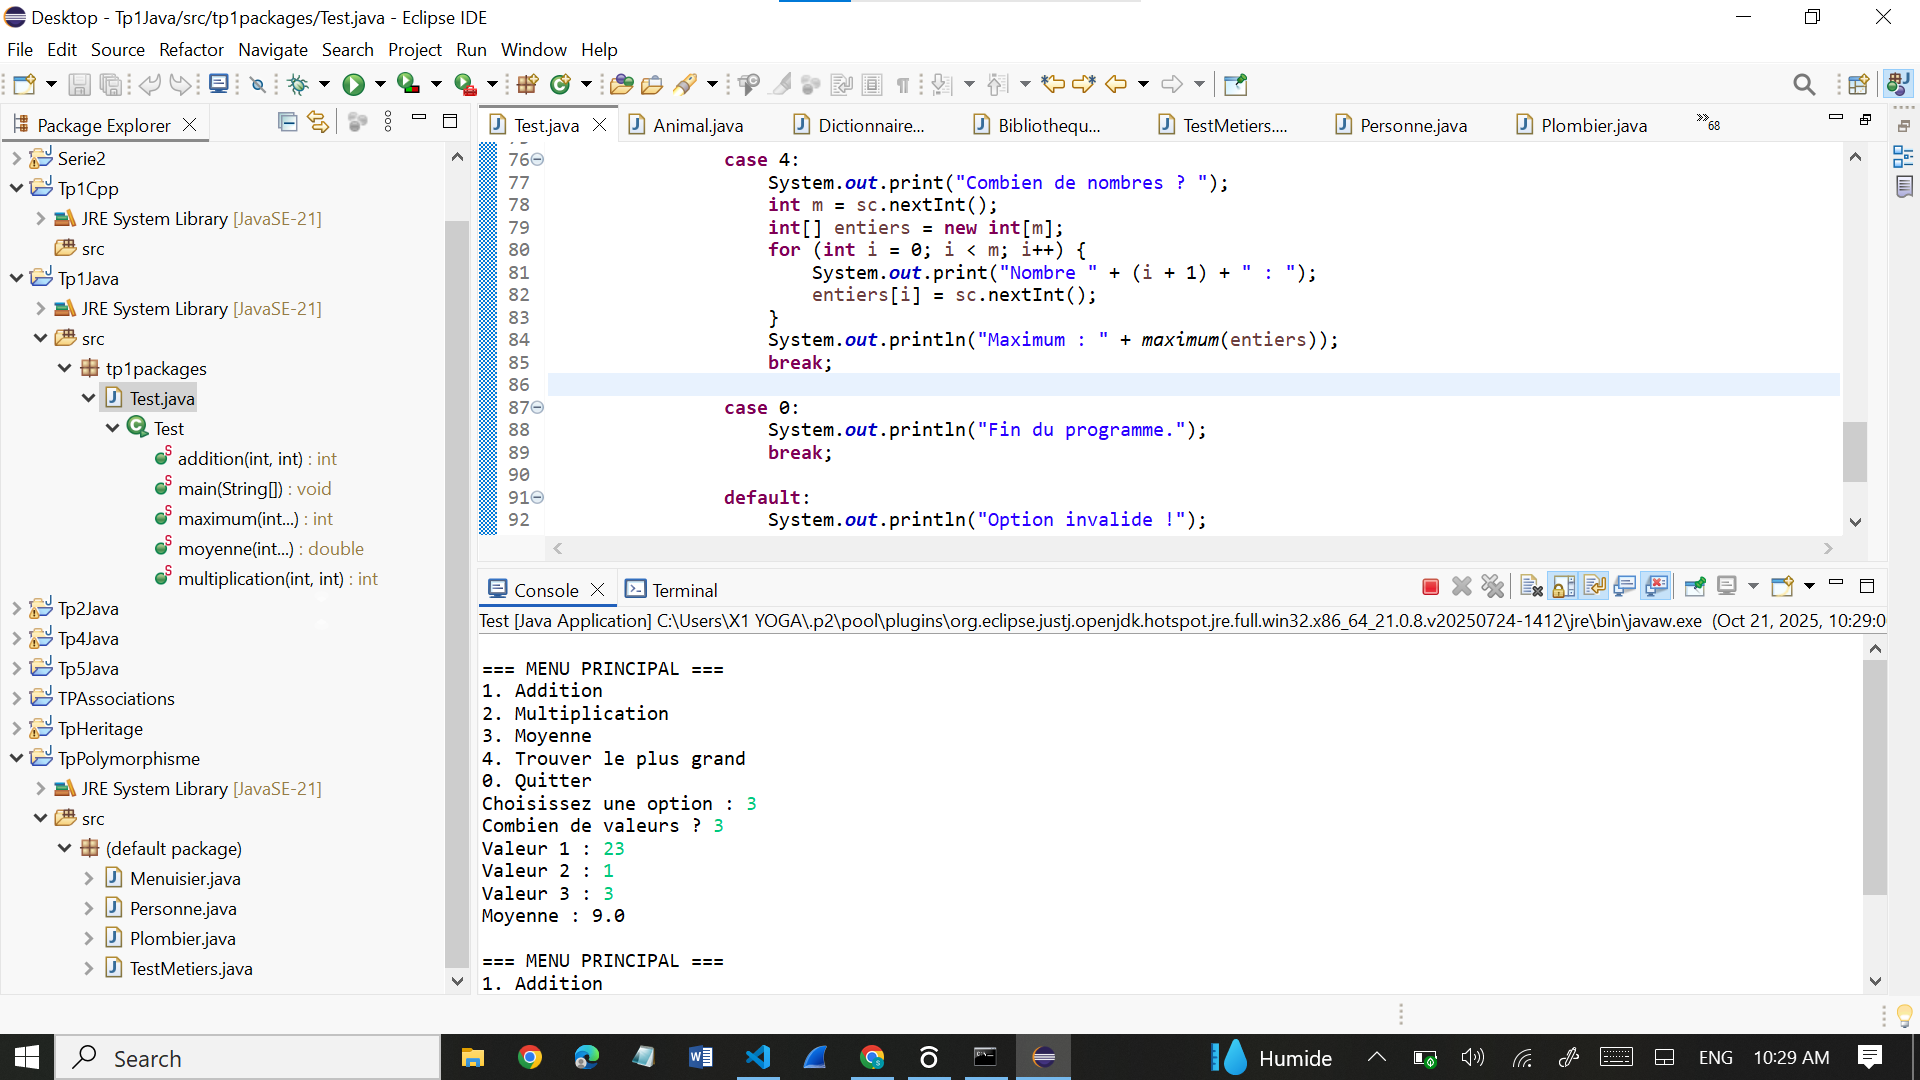 Desktop - Tp1Java/src/tp1packages/Test.java - Eclipse IDE
File Edit Source Refactor Navigate Search Project Run Window Help
Package Explorer
Serie2
Tp1Cpp
JRE System Library [JavaSE-21]
src
Tp1Java
JRE System Library [JavaSE-21]
src
tp1packages
Test.java
Test
addition(int, int) : int
main(String[]) : void
maximum(int...) : int
moyenne(int...) : double
multiplication(int, int) : int
Tp2Java
Tp4Java
Tp5Java
TPAssociations
TpHeritage
TpPolymorphisme
JRE System Library [JavaSE-21]
src
(default package)
Menuisier.java
Personne.java
Plombier.java
TestMetiers.java
Test.java Animal.java Dictionnaire... Bibliothequ... TestMetiers.... Personne.java Plombier.java »68
76 case 4:
77 System.out.print("Combien de nombres ? ");
78 int m = sc.nextInt();
79 int[] entiers = new int[m];
80 for (int i = 0; i < m; i++) {
81 System.out.print("Nombre " + (i + 1) + " : ");
82 entiers[i] = sc.nextInt();
83 }
84 System.out.println("Maximum : " + maximum(entiers));
85 break;
86
87 case 0:
88 System.out.println("Fin du programme.");
89 break;
90
91 default:
92 System.out.println("Option invalide !");
Console Terminal
Test [Java Application] C:\Users\X1 YOGA\.p2\pool\plugins\org.eclipse.justj.openjdk.hotspot.jre.full.win32.x86_64_21.0.8.v20250724-1412\jre\bin\javaw.exe (Oct 21, 2025, 10:29:0
=== MENU PRINCIPAL ===
1. Addition
2. Multiplication
3. Moyenne
4. Trouver le plus grand
0. Quitter
Choisissez une option : 3
Combien de valeurs ? 3
Valeur 1 : 23
Valeur 2 : 1
Valeur 3 : 3
Moyenne : 9.0
=== MENU PRINCIPAL ===
1. Addition
Search
Humide
ENG
10:29 AM